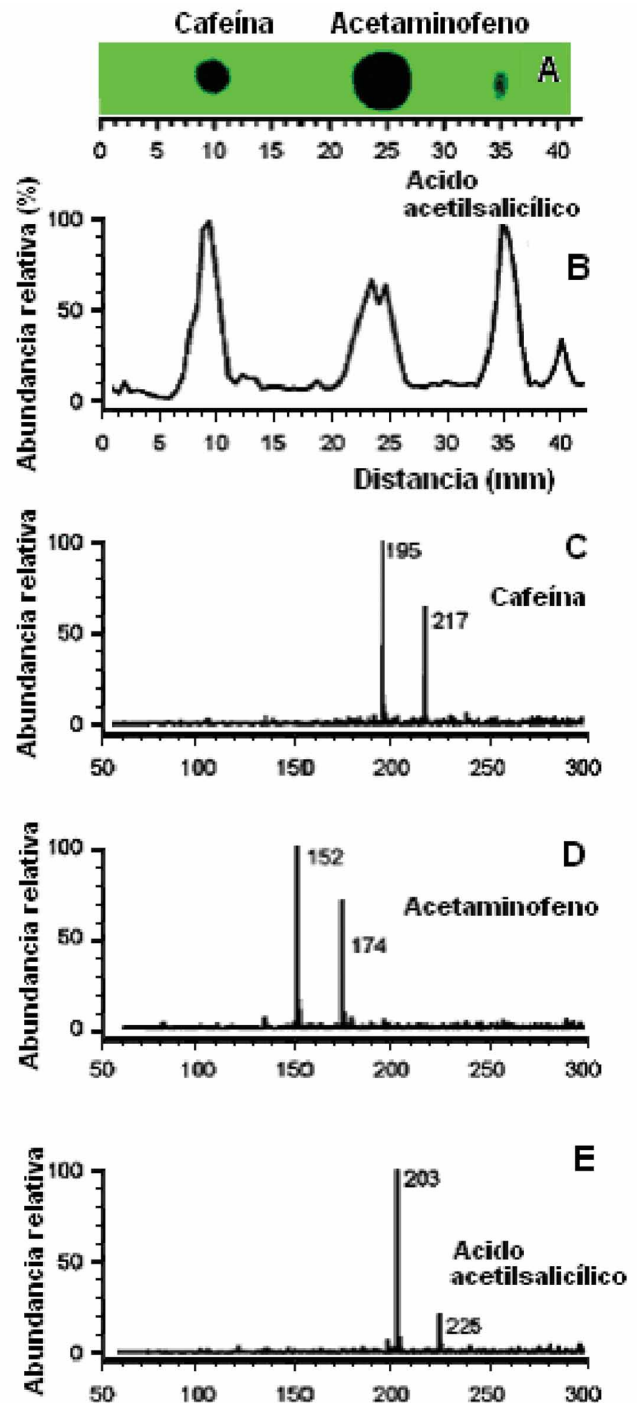 Cafeína Acetaminofeno
A
0 5 10 15 20 25 30 35 40
Acido
acetilsalicílico
Abundancia relativa (%)
100
50
0
B
0 5 10 15 20 25 30 35 40
Distancia (mm)
Abundancia relativa
100
50
0
195
217
C
Cafeína
50 100 150 200 250 300
Abundancia relativa
100
50
0
152
174
D
Acetaminofeno
50 100 150 200 250 300
Abundancia relativa
100
50
0
203
225
E
Acido
acetilsalicílico
50 100 150 200 250 300